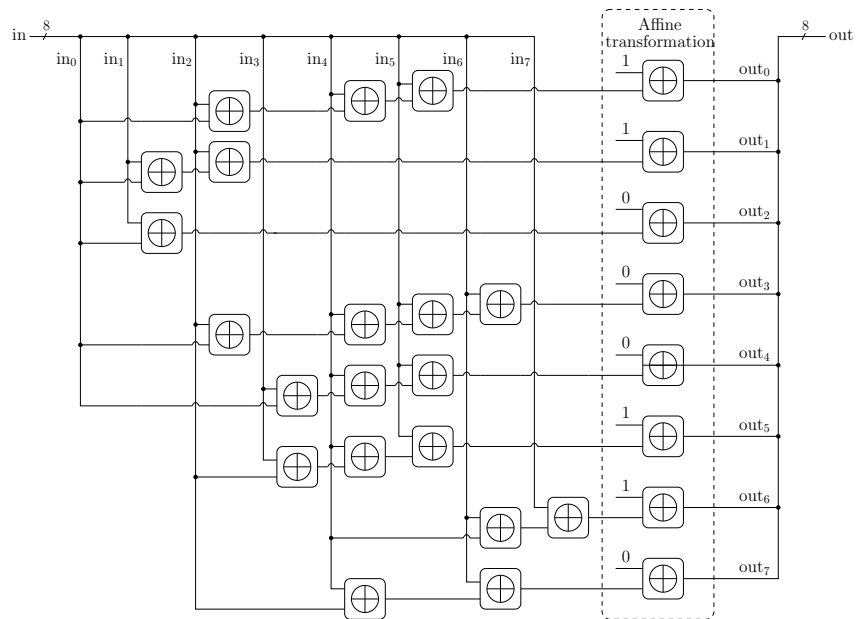 Affine
transformation
in 8
8 out
in₀ in₁ in₂ in₃ in₄ in₅ in₆ in₇
1 out₀
1 out₁
0 out₂
0 out₃
0 out₄
1 out₅
1 out₆
0 out₇